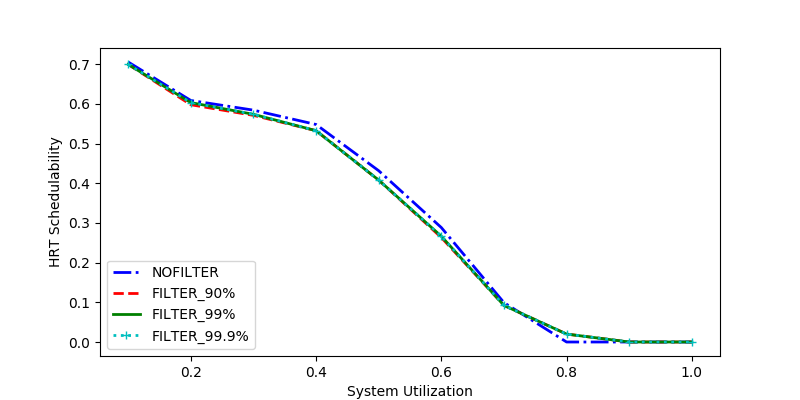 0.7
0.6
0.5
0.4
0.3
0.2
0.1
0.0
HRT Schedulability
NOFILTER
FILTER_90%
FILTER_99%
FILTER_99.9%
0.2 0.4 0.6 0.8 1.0
System Utilization